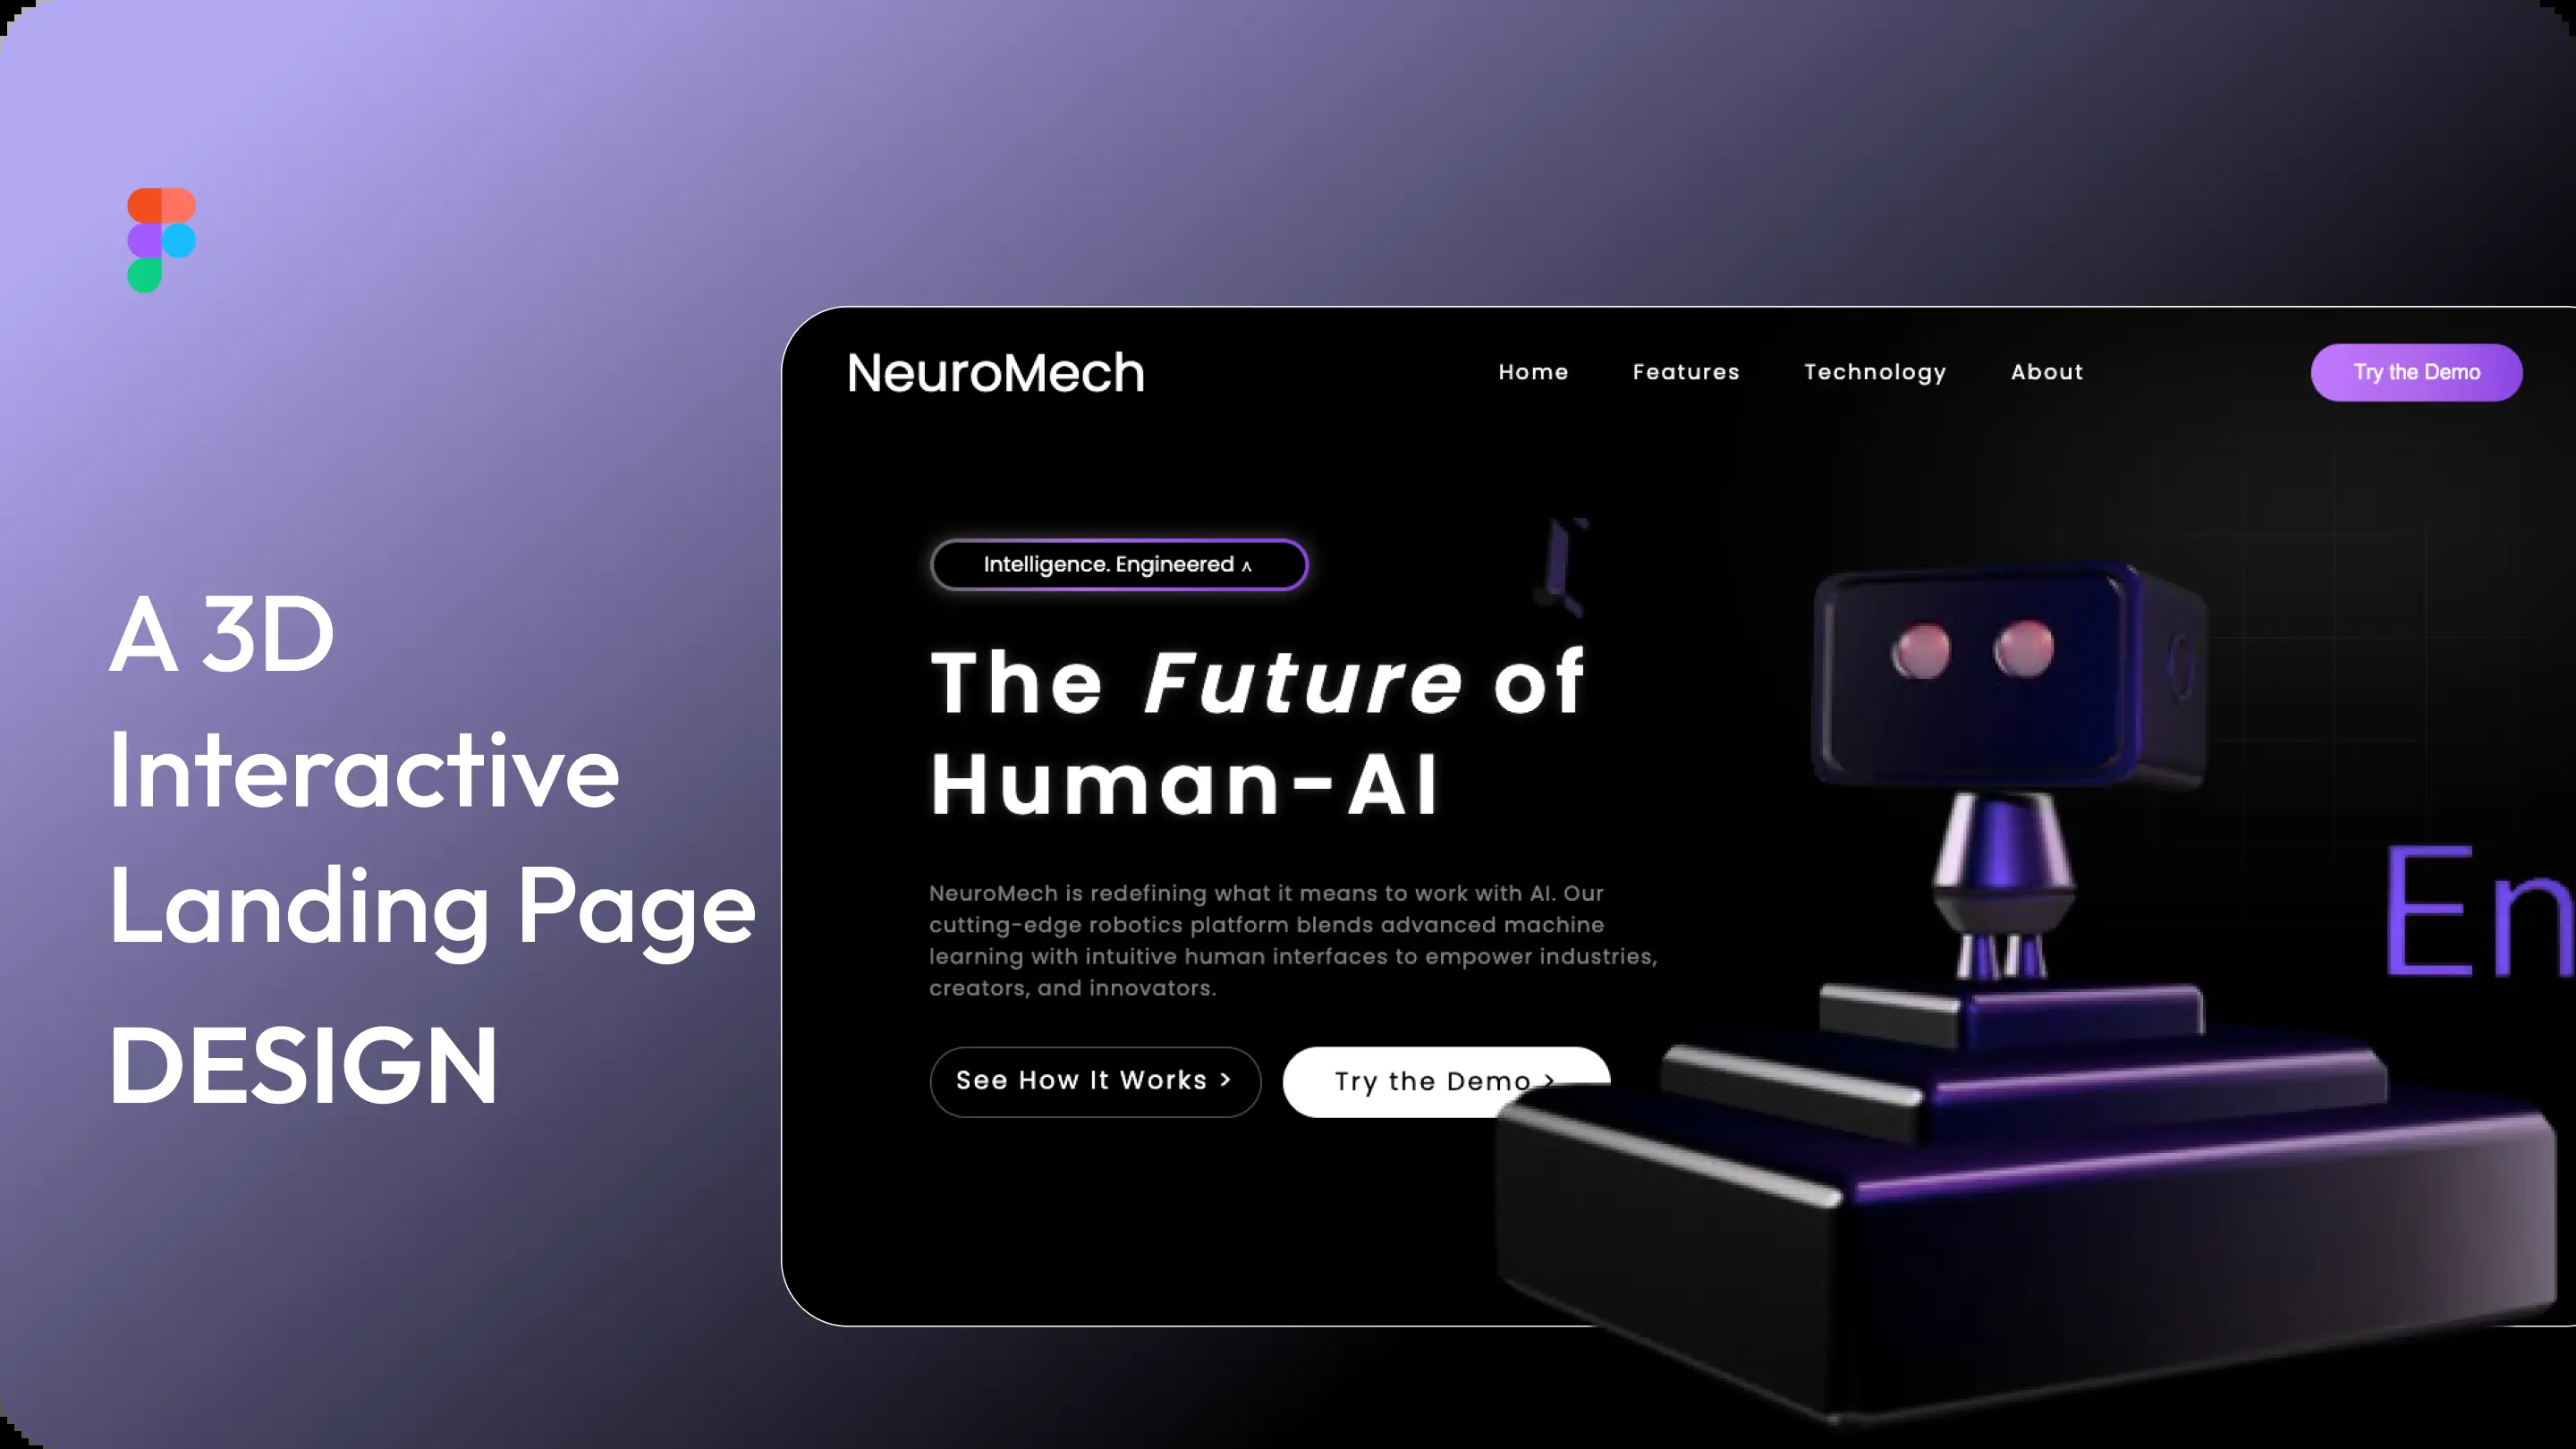 A 3D
Interactive
Landing Page
DESIGN
NeuroMech
Home Features Technology About
Try the Demo
Intelligence. Engineered ʌ
The Future of
Human-AI
NeuroMech is redefining what it means to work with AI. Our
cutting-edge robotics platform blends advanced machine
learning with intuitive human interfaces to empower industries,
creators, and innovators.
See How It Works >
Try the Demo >
En